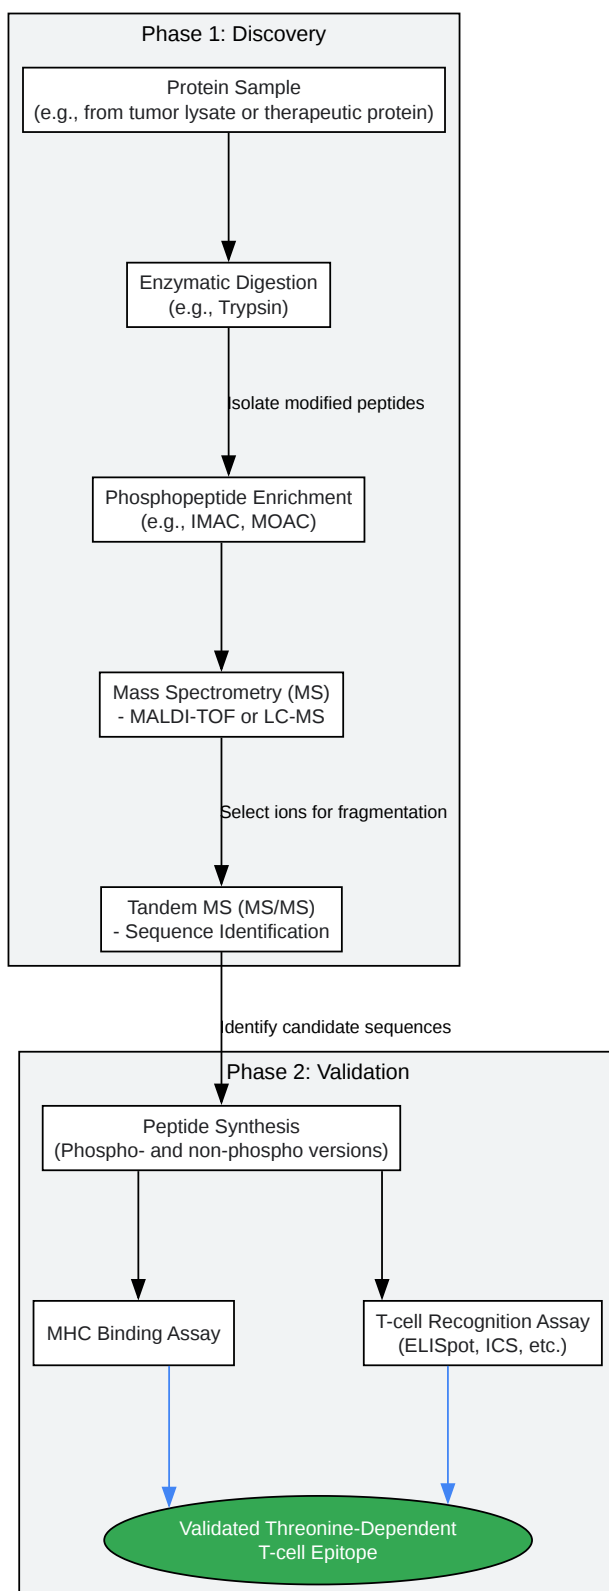 Phase 1: Discovery
Protein Sample
(e.g., from tumor lysate or therapeutic protein)
Enzymatic Digestion
(e.g., Trypsin)
Isolate modified peptides
Phosphopeptide Enrichment
(e.g., IMAC, MOAC)
Mass Spectrometry (MS)
- MALDI-TOF or LC-MS
Select ions for fragmentation
Tandem MS (MS/MS)
- Sequence Identification
Identify candidate sequences
Phase 2: Validation
Peptide Synthesis
(Phospho- and non-phospho versions)
MHC Binding Assay
T-cell Recognition Assay
(ELISpot, ICS, etc.)
Validated Threonine-Dependent
T-cell Epitope